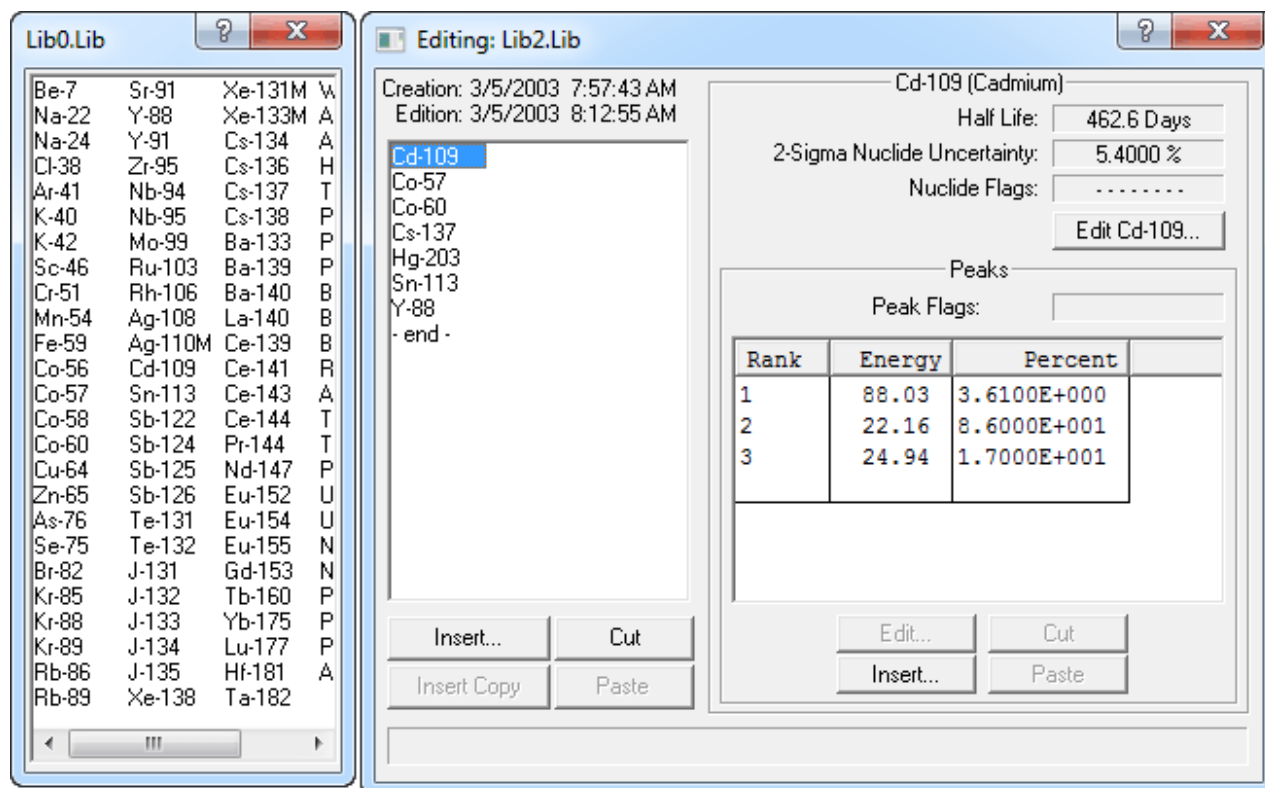 Lib0.Lib
Be-7 Sr-91 Xe-131M W
Na-22 Y-88 Xe-133M A
Na-24 Y-91 Cs-134 A
Cl-38 Zr-95 Cs-136 H
Ar-41 Nb-94 Cs-137 T
K-40 Nb-95 Cs-138 P
K-42 Mo-99 Ba-133 P
Sc-46 Ru-103 Ba-139 P
Cr-51 Rh-106 Ba-140 B
Mn-54 Ag-108 La-140 B
Fe-59 Ag-110M Ce-139 B
Co-56 Cd-109 Ce-141 R
Co-57 Sn-113 Ce-143 A
Co-58 Sb-122 Ce-144 T
Co-60 Sb-124 Pr-144 T
Cu-64 Sb-125 Nd-147 P
Zn-65 Sb-126 Eu-152 U
As-76 Te-131 Eu-154 U
Se-75 Te-132 Eu-155 N
Br-82 J-131 Gd-153 N
Kr-85 J-132 Tb-160 P
Kr-88 J-133 Yb-175 P
Kr-89 J-134 Lu-177 P
Rb-86 J-135 Hf-181 A
Rb-89 Xe-138 Ta-182
Editing: Lib2.Lib
Creation: 3/5/2003 7:57:43 AM
Edition: 3/5/2003 8:12:55 AM
Cd-109
Co-57
Co-60
Cs-137
Hg-203
Sn-113
Y-88
- end -
Insert... Cut
Insert Copy Paste
Cd-109 (Cadmium)
Half Life: 462.6 Days
2-Sigma Nuclide Uncertainty: 5.4000 %
Nuclide Flags: - - - - - - - -
Edit Cd-109...
Peaks
Peak Flags:
Rank Energy Percent
1 88.03 3.6100E+000
2 22.16 8.6000E+001
3 24.94 1.7000E+001
Edit... Cut
Insert... Paste